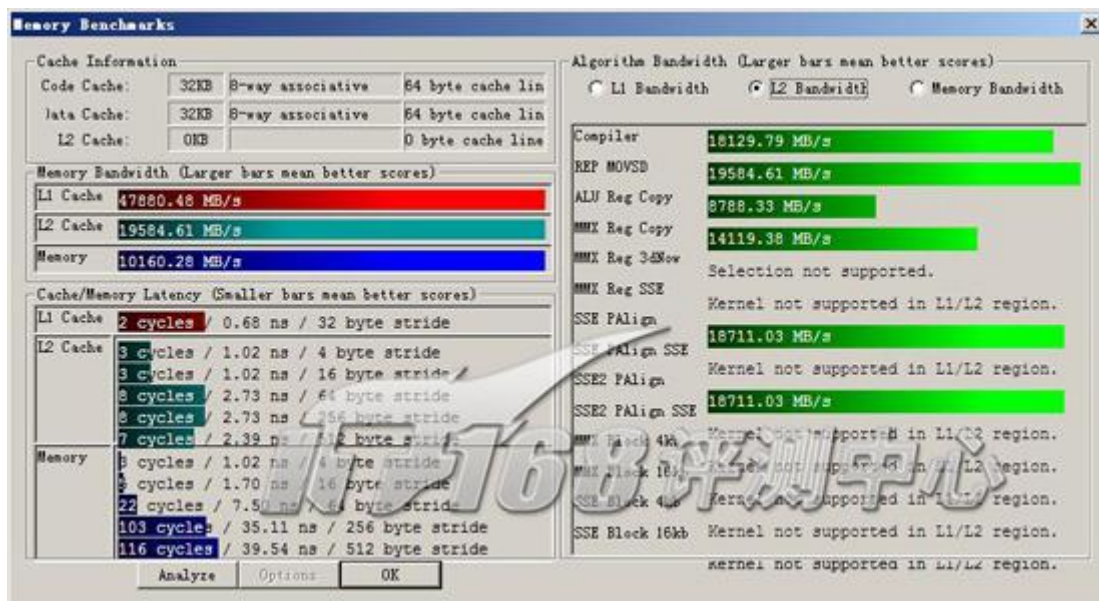 Memory Benchmarks
Cache Information
Code Cache: 32KB 8-way associative 64 byte cache lin
Data Cache: 32KB 8-way associative 64 byte cache lin
L2 Cache: 0KB 0 byte cache line
Memory Bandwidth (Larger bars mean better scores)
L1 Cache 47880.48 MB/s
L2 Cache 19584.61 MB/s
Memory 10160.28 MB/s
Cache/Memory Latency (Smaller bars mean better scores)
L1 Cache 2 cycles / 0.68 ns / 32 byte stride
L2 Cache 3 cycles / 1.02 ns / 4 byte stride
3 cycles / 1.02 ns / 16 byte stride
8 cycles / 2.73 ns / 64 byte stride
8 cycles / 2.73 ns / 256 byte stride
7 cycles / 2.39 ns / 512 byte stride
Memory 3 cycles / 1.02 ns / 4 byte stride
5 cycles / 1.70 ns / 16 byte stride
22 cycles / 7.50 ns / 64 byte stride
103 cycles / 35.11 ns / 256 byte stride
116 cycles / 39.54 ns / 512 byte stride
Analyze Options OK
Algorithm Bandwidth (Larger bars mean better scores)
L1 Bandwidth L2 Bandwidth Memory Bandwidth
Compiler 18129.79 MB/s
REP MOVSD 19584.61 MB/s
ALU Reg Copy 8788.33 MB/s
MMX Reg Copy 14119.38 MB/s
MMX Reg 3dNow Selection not supported.
MMX Reg SSE Kernel not supported in L1/L2 region.
SSE PAlign 18711.03 MB/s
SSE PAlign SSE Kernel not supported in L1/L2 region.
SSE2 PAlign 18711.03 MB/s
SSE2 PAlign SSE Kernel not supported in L1/L2 region.
MMX Block 4kb Kernel not supported in L1/L2 region.
MMX Block 16kb Kernel not supported in L1/L2 region.
SSE Block 4kb Kernel not supported in L1/L2 region.
SSE Block 16kb Kernel not supported in L1/L2 region.
IT168评测中心